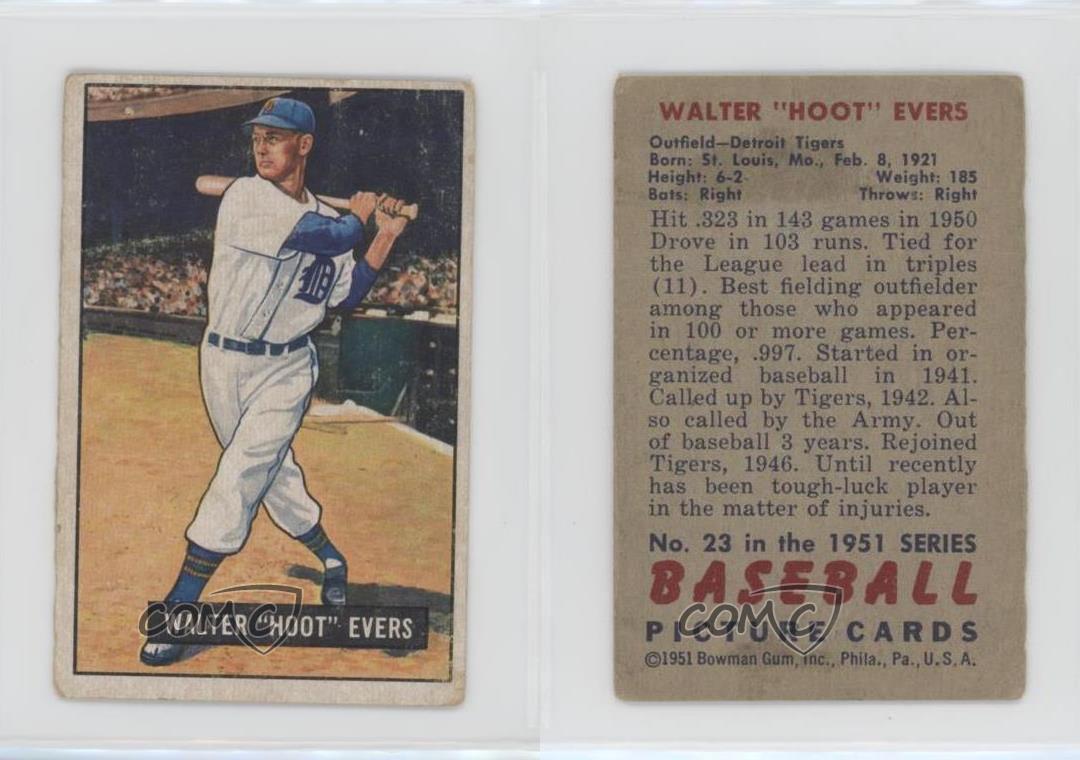 D
WALTER "HOOT" EVERS
COMC
WALTER "HOOT" EVERS
Outfield—Detroit Tigers
Born: St. Louis, Mo., Feb. 8, 1921
Height: 6-2 Weight: 185
Bats: Right Throws: Right
Hit .323 in 143 games in 1950
Drove in 103 runs. Tied for
the League lead in triples
(11). Best fielding outfielder
among those who appeared
in 100 or more games. Per-
centage, .997. Started in or-
ganized baseball in 1941.
Called up by Tigers, 1942. Al-
so called by the Army. Out
of baseball 3 years. Rejoined
Tigers, 1946. Until recently
has been tough-luck player
in the matter of injuries.
No. 23 in the 1951 SERIES
BASEBALL
COMC
PICTURE CARDS
©1951 Bowman Gum, Inc., Phila., Pa., U.S.A.